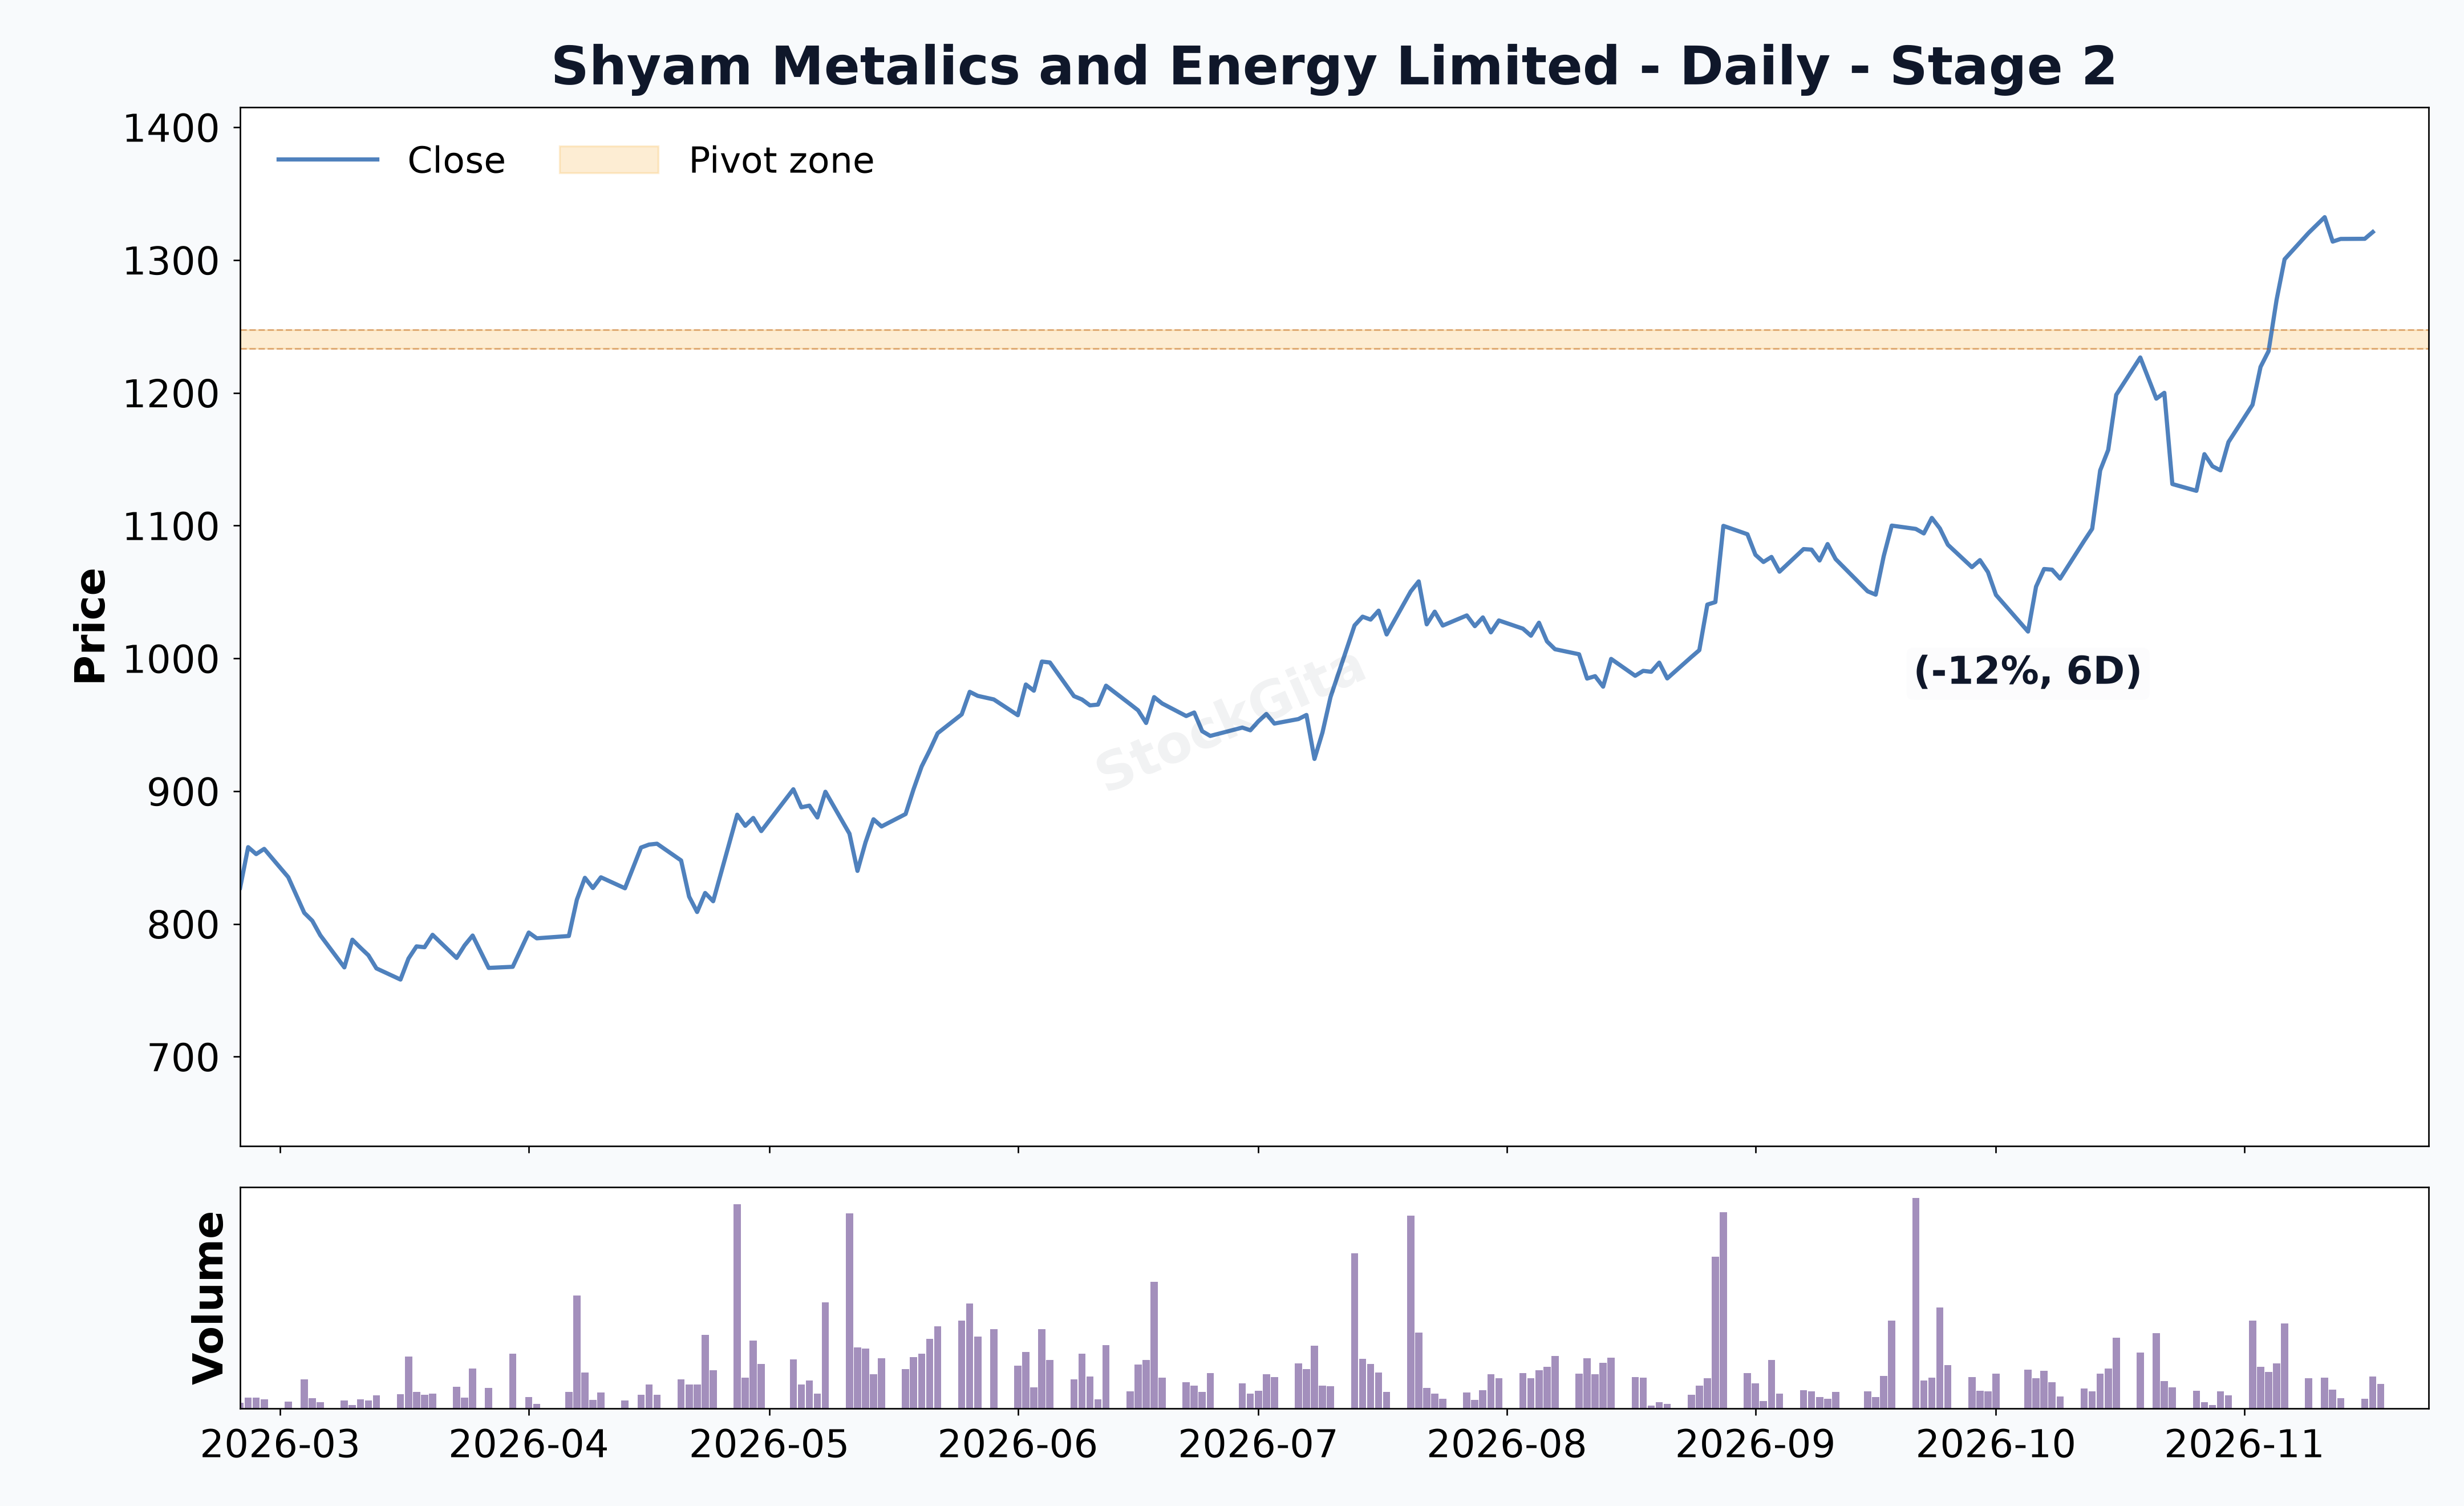 Shyam Metalics and Energy Limited - Daily - Stage 2
Close
Pivot zone
Price
1400
1300
1200
1100
1000
900
800
700
StockGita
(-12%, 6D)
Volume
2026-03
2026-04
2026-05
2026-06
2026-07
2026-08
2026-09
2026-10
2026-11